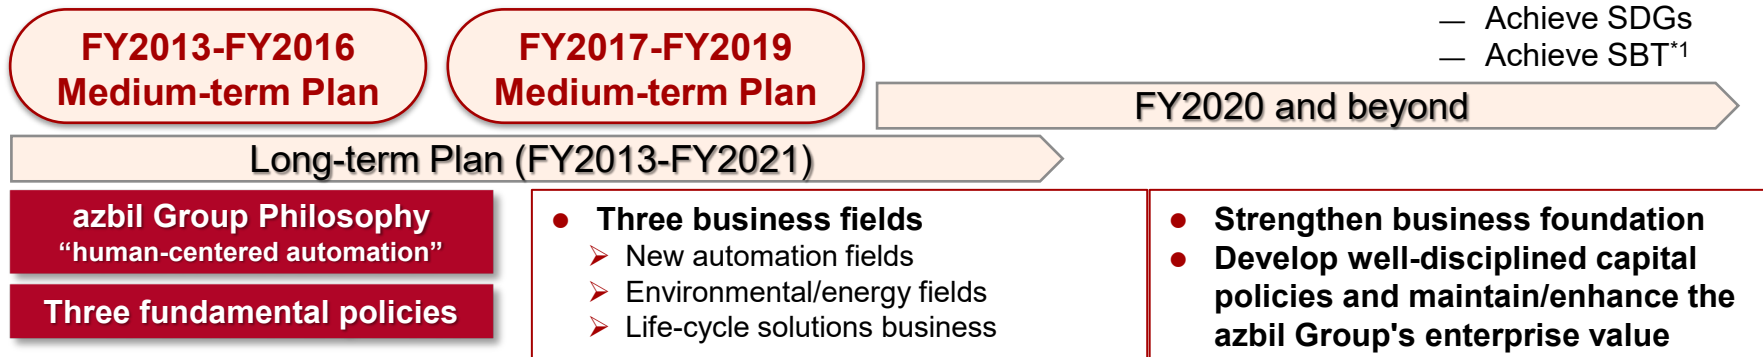 FY2013-FY2016
Medium-term Plan
FY2017-FY2019
Medium-term Plan
— Achieve SDGs
— Achieve SBT*1
FY2020 and beyond
Long-term Plan (FY2013-FY2021)
azbil Group Philosophy
“human-centered automation”
Three fundamental policies
● Three business fields
➢ New automation fields
➢ Environmental/energy fields
➢ Life-cycle solutions business
● Strengthen business foundation
● Develop well-disciplined capital
policies and maintain/enhance the
azbil Group's enterprise value